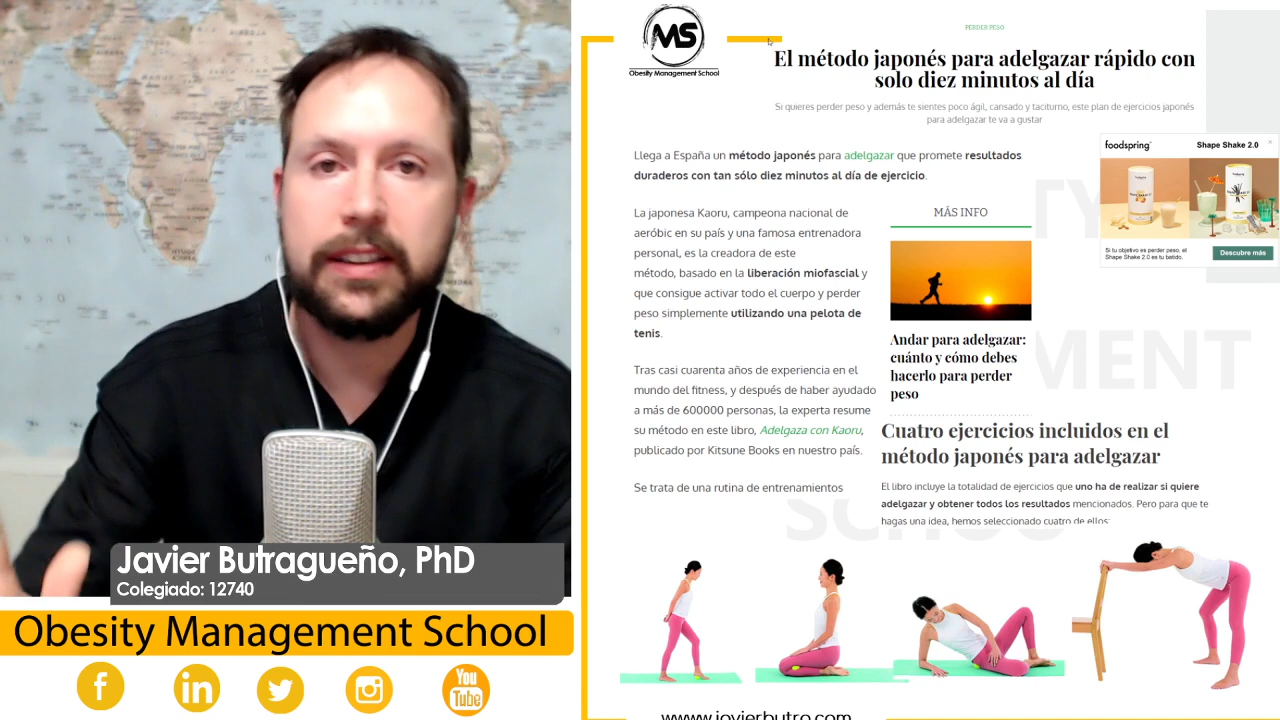 MS
Obesity Management School
PERDER PESO
El método japonés para adelgazar rápido con
solo diez minutos al día
Si quieres perder peso y además te sientes poco ágil, cansado y taciturno, este plan de ejercicios japonés
para adelgazar te va a gustar
Llega a España un método japonés para adelgazar que promete resultados
duraderos con tan sólo diez minutos al día de ejercicio.
La japonesa Kaoru, campeona nacional de
aeróbic en su país y una famosa entrenadora
personal, es la creadora de este
método, basado en la liberación miofascial y
que consigue activar todo el cuerpo y perder
peso simplemente utilizando una pelota de
tenis.
Tras casi cuarenta años de experiencia en el
mundo del fitness, y después de haber ayudado
a más de 600000 personas, la experta resume
su método en este libro, Adelgaza con Kaoru,
publicado por Kitsune Books en nuestro país.
Se trata de una rutina de entrenamientos
MÁS INFO
Andar para adelgazar:
cuánto y cómo debes
hacerlo para perder
peso
foodspring
Shape Shake 2.0
Si tu objetivo es perder peso, el
Shape Shake 2.0 es tu batido.
Descubre más
Cuatro ejercicios incluidos en el
método japonés para adelgazar
El libro incluye la totalidad de ejercicios que uno ha de realizar si quiere
adelgazar y obtener todos los resultados mencionados. Pero para que te
hagas una idea, hemos seleccionado cuatro de ellos:
Javier Butragueño, PhD
Colegiado: 12740
Obesity Management School
f
in
You
Tube
www.javierbutro.com